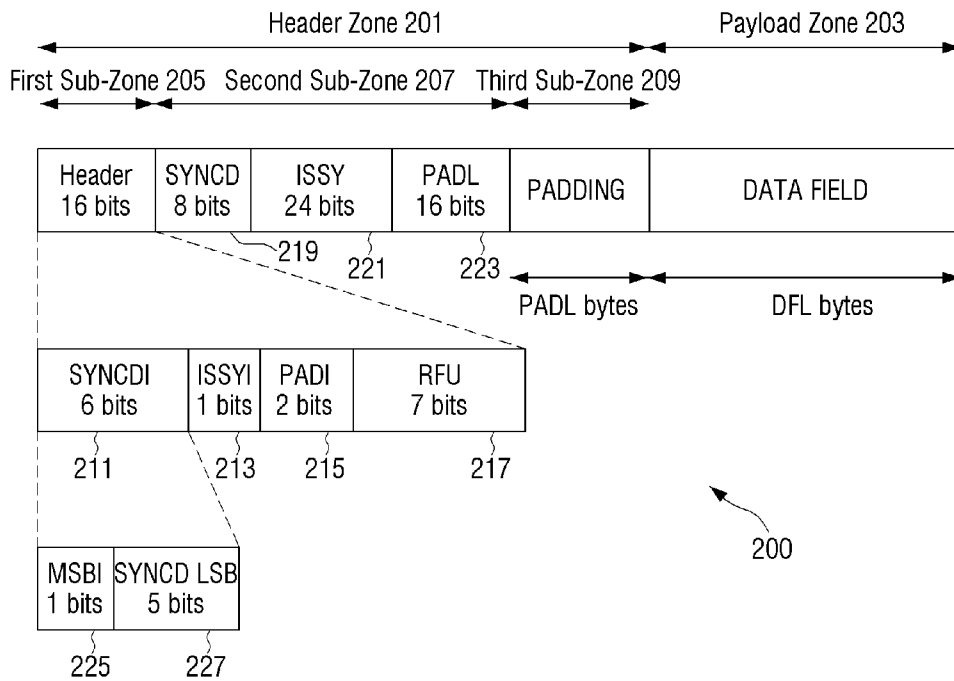 Header Zone 201 Payload Zone 203
First Sub-Zone 205 Second Sub-Zone 207 Third Sub-Zone 209
Header SYNCD ISSY PADL PADDING DATA FIELD
16 bits 8 bits 24 bits 16 bits
219 221 223
PADL bytes DFL bytes
SYNCDI ISSYI PADI RFU
6 bits 1 bits 2 bits 7 bits
211 213 215 217
200
MSBI SYNCD LSB
1 bits 5 bits
225 227